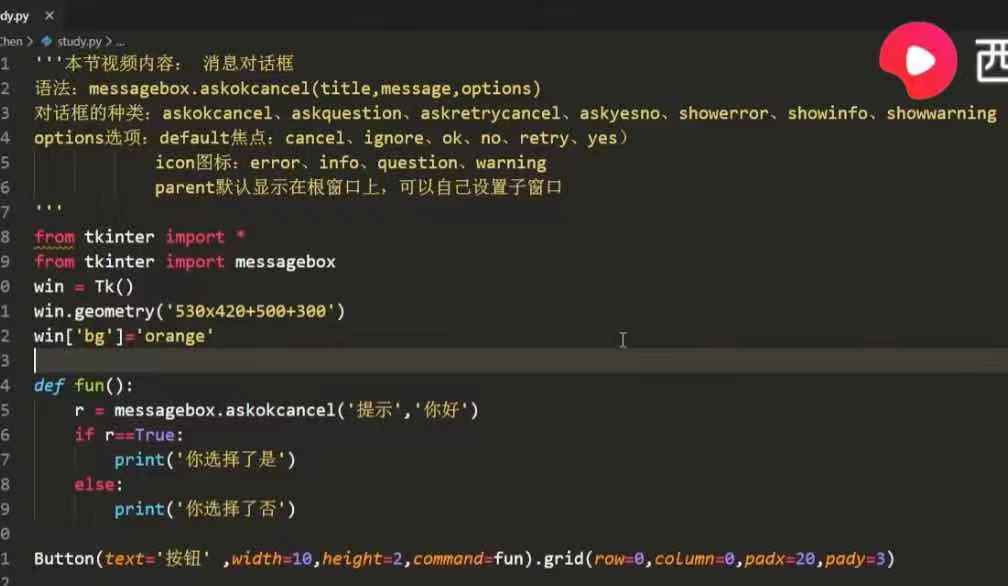 dy.py ×
Chen > study.py > ...
1 '''本节视频内容： 消息对话框
2 语法：messagebox.askokcancel(title,message,options)
3 对话框的种类：askokcancel、askquestion、askretrycancel、askyesno、showerror、showinfo、showwarning
4 options选项：default焦点：cancel、ignore、ok、no、retry、yes）
5 icon图标：error、info、question、warning
6 parent默认显示在根窗口上，可以自己设置子窗口
7 '''
8 from tkinter import *
9 from tkinter import messagebox
0 win = Tk()
1 win.geometry('530x420+500+300')
2 win['bg']='orange'
3
4 def fun():
5 r = messagebox.askokcancel('提示','你好')
6 if r==True:
7 print('你选择了是')
8 else:
9 print('你选择了否')
0
1 Button(text='按钮' ,width=10,height=2,command=fun).grid(row=0,column=0,padx=20,pady=3)
2
西